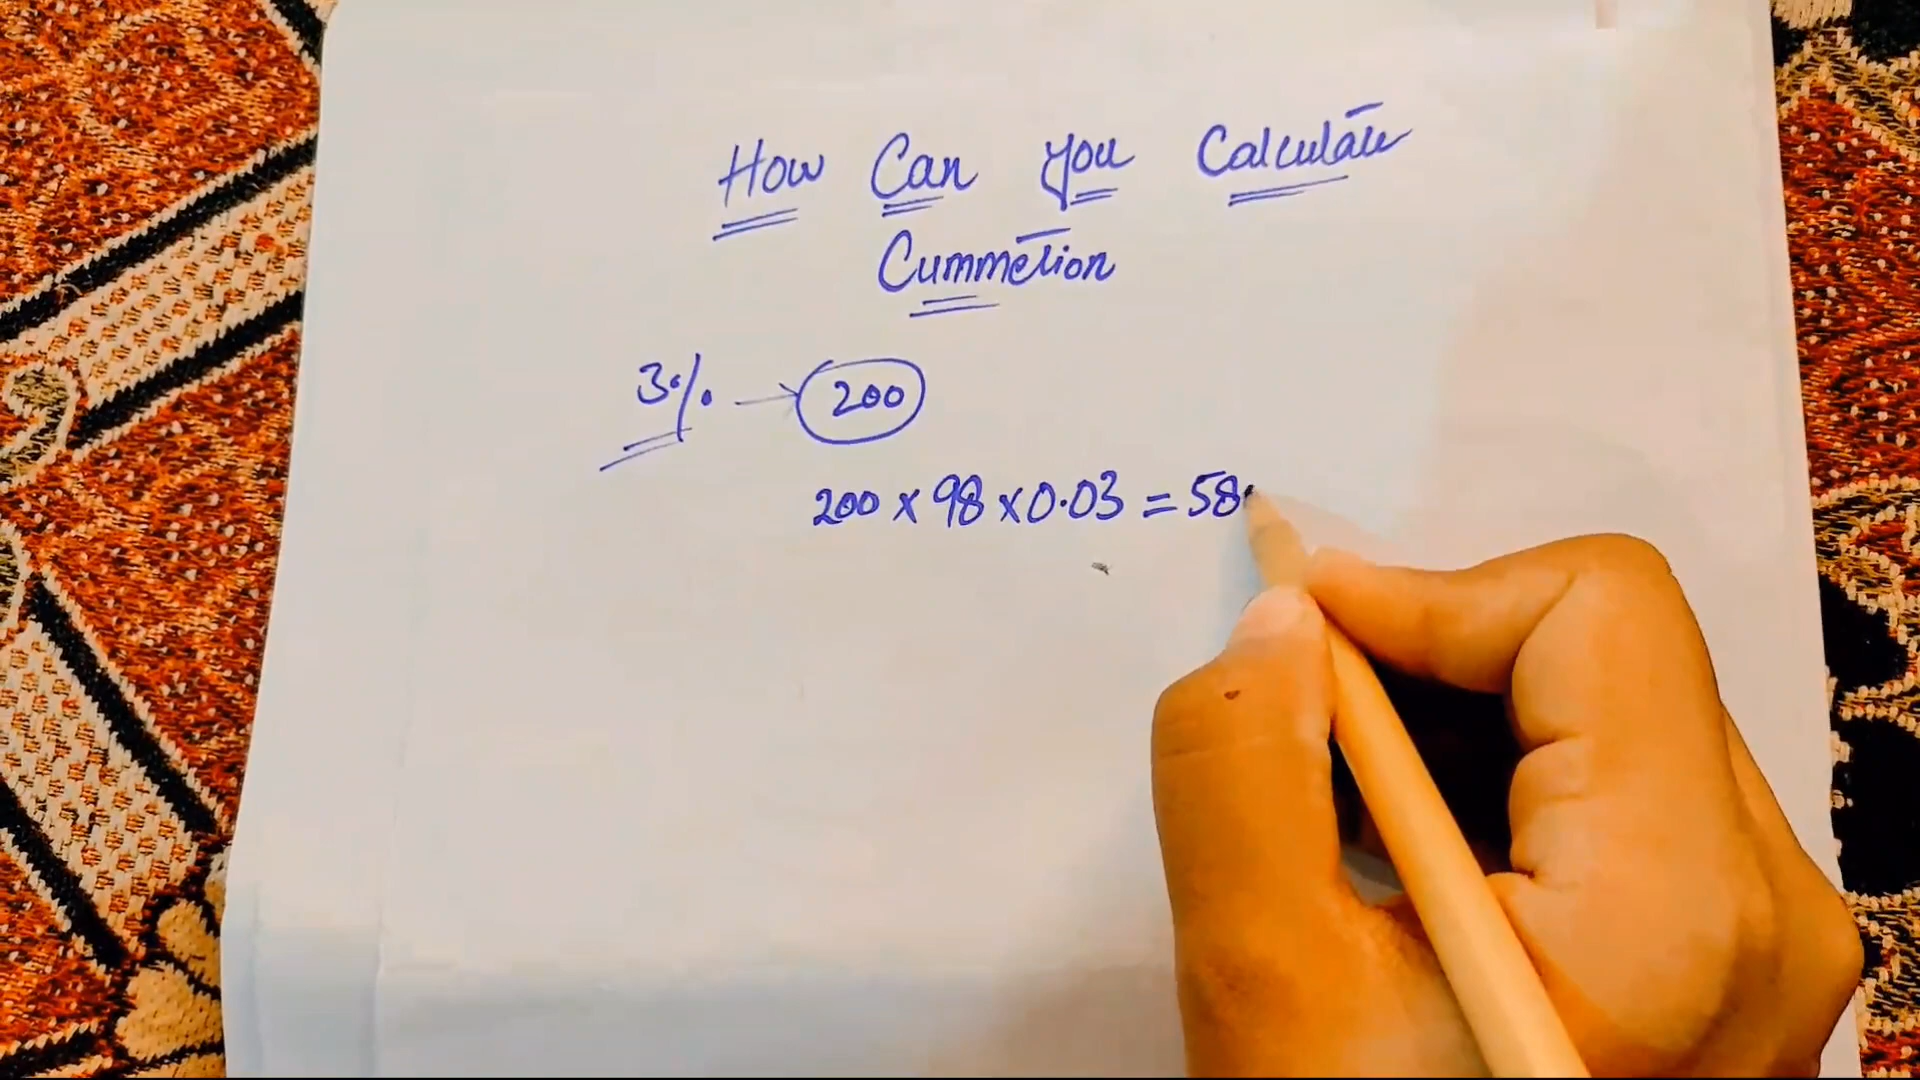 How Can you Calculate
Cummetion
3% → 200
200 x 98 x 0.03 = 58